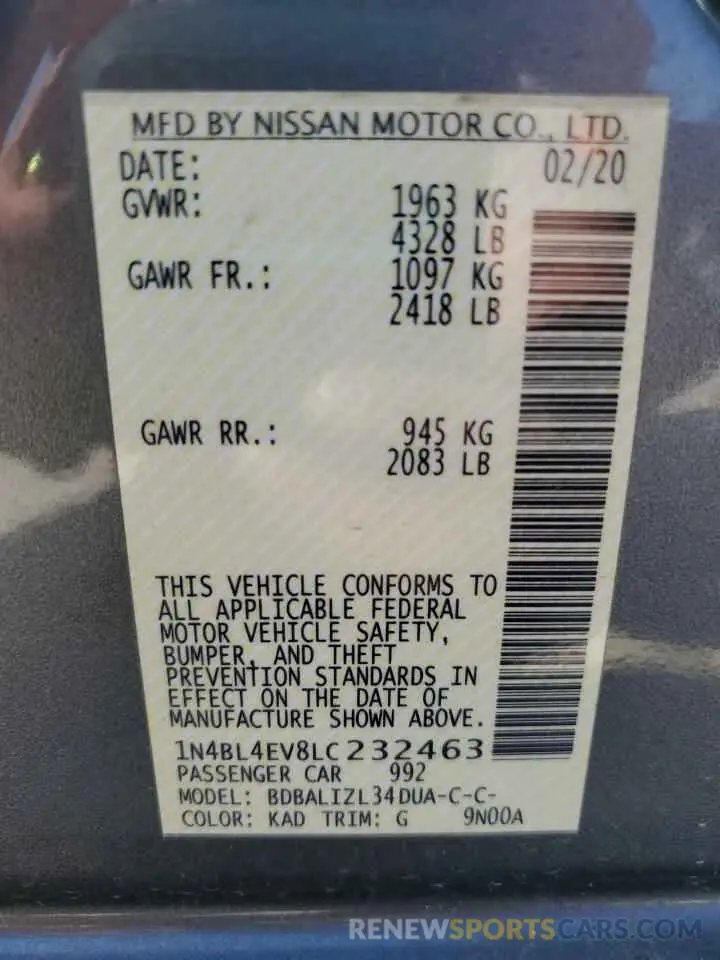 MFD BY NISSAN MOTOR CO., LTD.
DATE: 02/20
GVWR: 1963 KG
4328 LB
GAWR FR.: 1097 KG
2418 LB
GAWR RR.: 945 KG
2083 LB
THIS VEHICLE CONFORMS TO
ALL APPLICABLE FEDERAL
MOTOR VEHICLE SAFETY,
BUMPER, AND THEFT
PREVENTION STANDARDS IN
EFFECT ON THE DATE OF
MANUFACTURE SHOWN ABOVE.
1N4BL4EV8LC232463
PASSENGER CAR 992
MODEL: BDBALIZL34DUA-C-C-
COLOR: KAD TRIM: G 9N00A
RENEWSPORTSCARS.COM